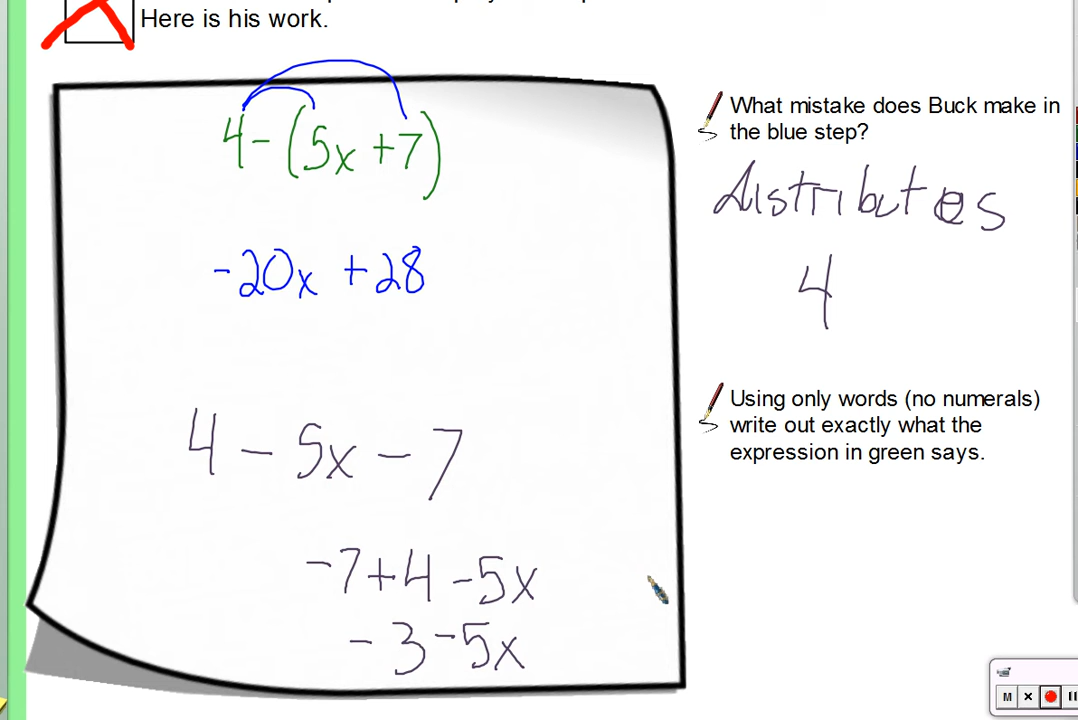 Here is his work.
4-(5x+7)
-20x +28
4 - 5x - 7
-7+4 -5x
-3-5x
What mistake does Buck make in
the blue step?
distributes
4
Using only words (no numerals)
write out exactly what the
expression in green says.
M